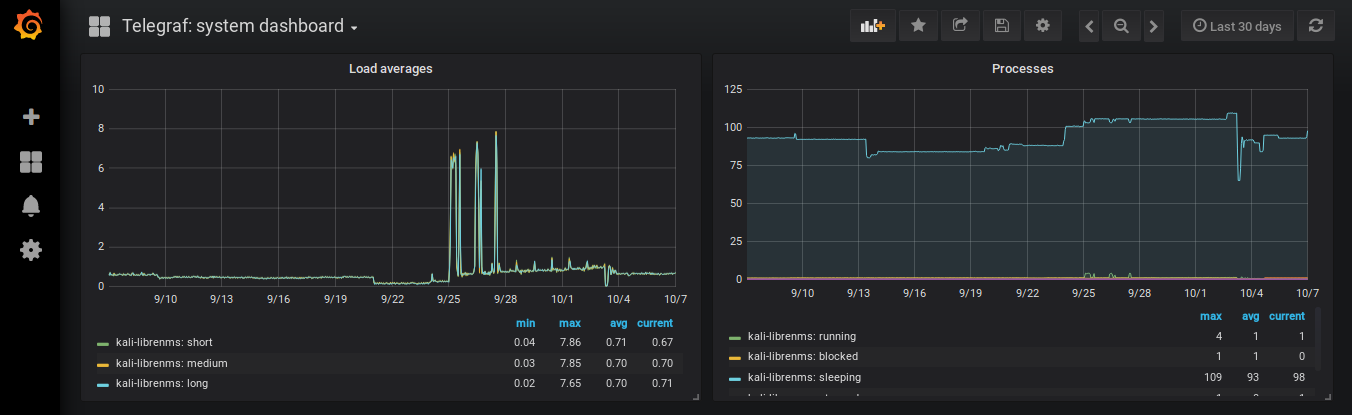 Telegraf: system dashboard
Last 30 days
Load averages
10
8
6
4
2
0
9/10 9/13 9/16 9/19 9/22 9/25 9/28 10/1 10/4 10/7
min max avg current
kali-librenms: short 0.04 7.86 0.71 0.67
kali-librenms: medium 0.03 7.85 0.70 0.70
kali-librenms: long 0.02 7.65 0.70 0.71
Processes
125
100
75
50
25
0
9/10 9/13 9/16 9/19 9/22 9/25 9/28 10/1 10/4 10/7
max avg current
kali-librenms: running 4 1 1
kali-librenms: blocked 1 1 0
kali-librenms: sleeping 109 93 98